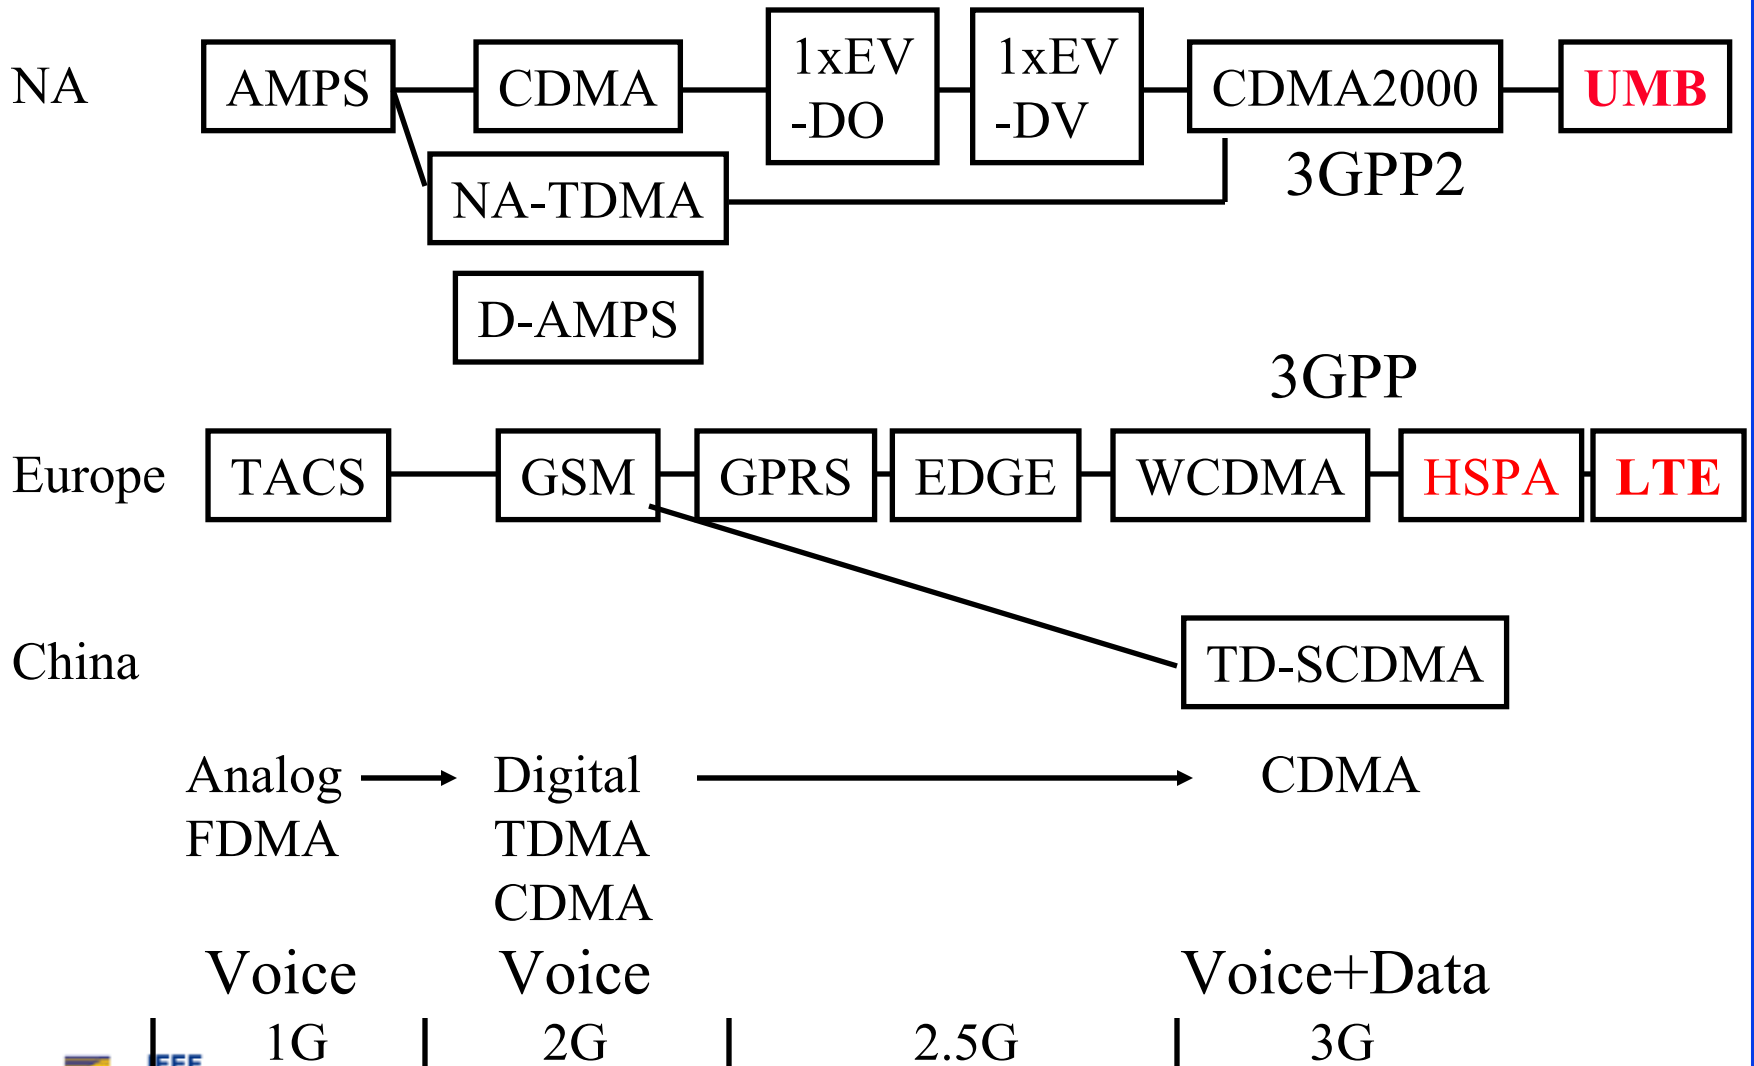 NA
AMPS
CDMA
1xEV
-DO
1xEV
-DV
CDMA2000
UMB
NA-TDMA
3GPP2
D-AMPS
3GPP
Europe
TACS
GSM
GPRS
EDGE
WCDMA
HSPA
LTE
China
TD-SCDMA
Analog
Digital
CDMA
FDMA
TDMA
CDMA
Voice
Voice
Voice+Data
1G
2G
2.5G
3G
IEEE